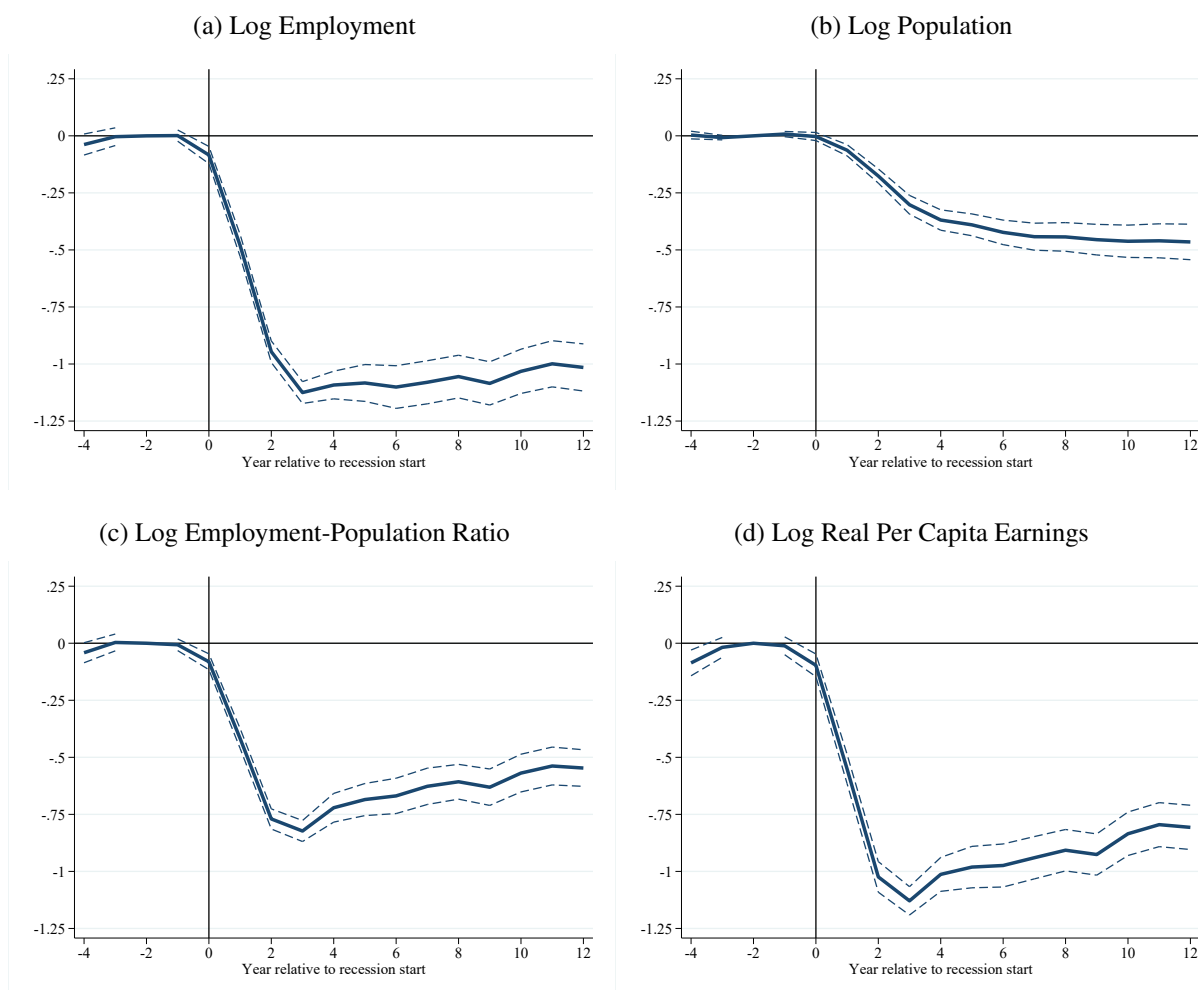 (a) Log Employment
.25
0
-.25
-.5
-.75
-1
-1.25
-4 -2 0 2 4 6 8 10 12
Year relative to recession start
(b) Log Population
.25
0
-.25
-.5
-.75
-1
-1.25
-4 -2 0 2 4 6 8 10 12
Year relative to recession start
(c) Log Employment-Population Ratio
.25
0
-.25
-.5
-.75
-1
-1.25
-4 -2 0 2 4 6 8 10 12
Year relative to recession start
(d) Log Real Per Capita Earnings
.25
0
-.25
-.5
-.75
-1
-1.25
-4 -2 0 2 4 6 8 10 12
Year relative to recession start